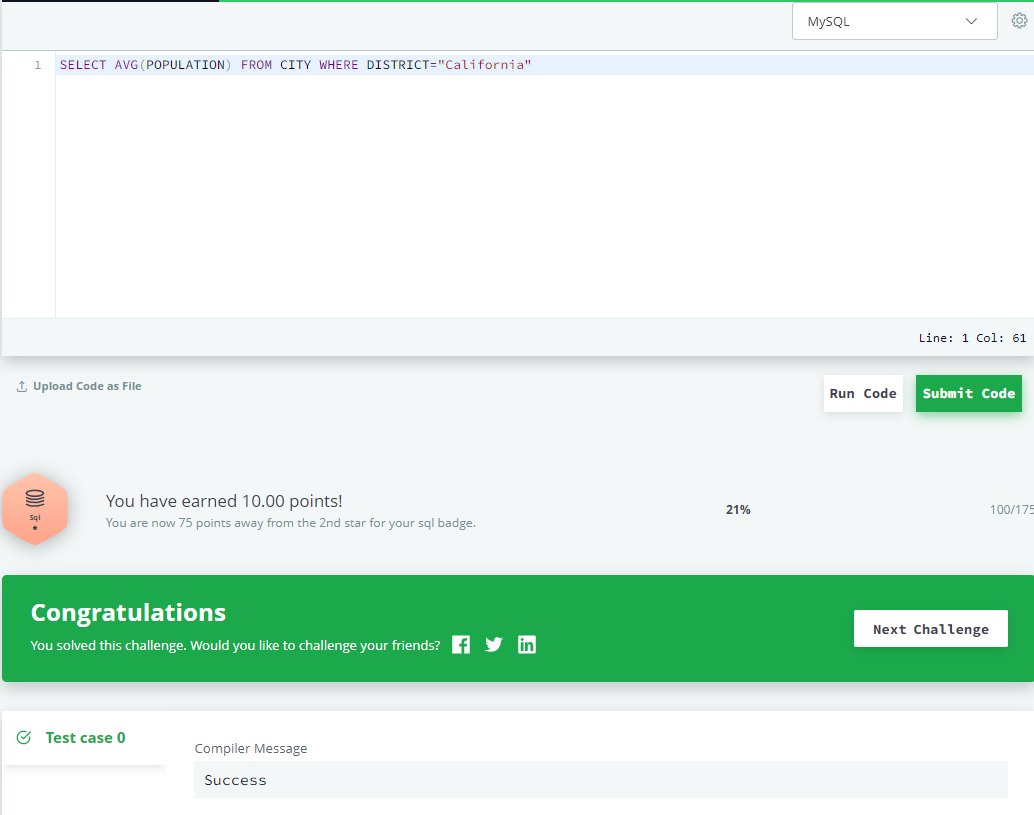 MySQL
1 SELECT AVG(POPULATION) FROM CITY WHERE DISTRICT="California"
Line: 1 Col: 61
Upload Code as File
Run Code
Submit Code
Sql
You have earned 10.00 points!
You are now 75 points away from the 2nd star for your sql badge.
21%
100/175
Congratulations
You solved this challenge. Would you like to challenge your friends?
Next Challenge
Test case 0
Compiler Message
Success